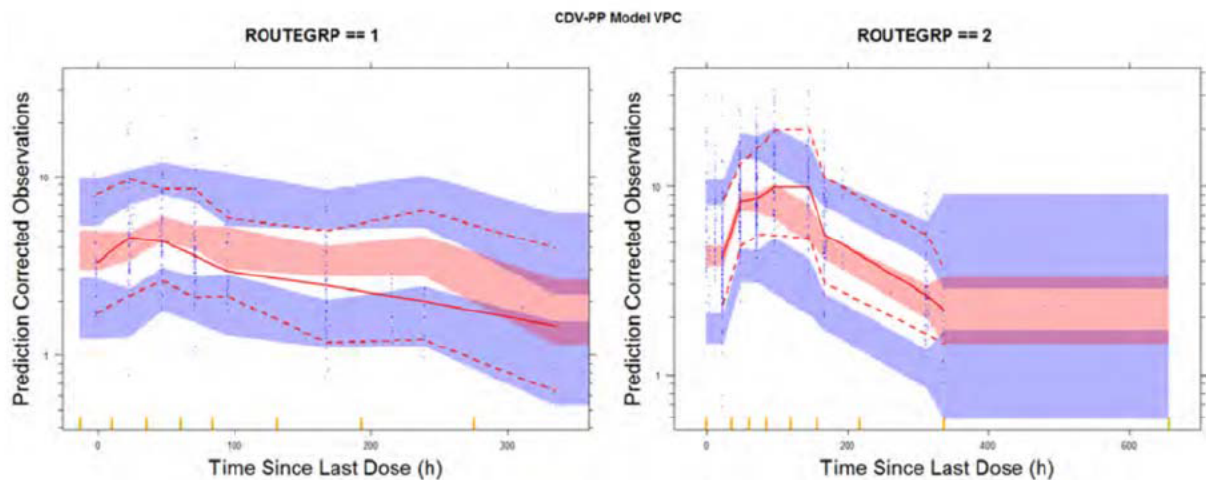 CDV-PP Model VPC
ROUTEGRP == 1
ROUTEGRP == 2
Prediction Corrected Observations
10
1
0
100
200
300
Time Since Last Dose (h)
Prediction Corrected Observations
10
1
0
200
400
600
Time Since Last Dose (h)